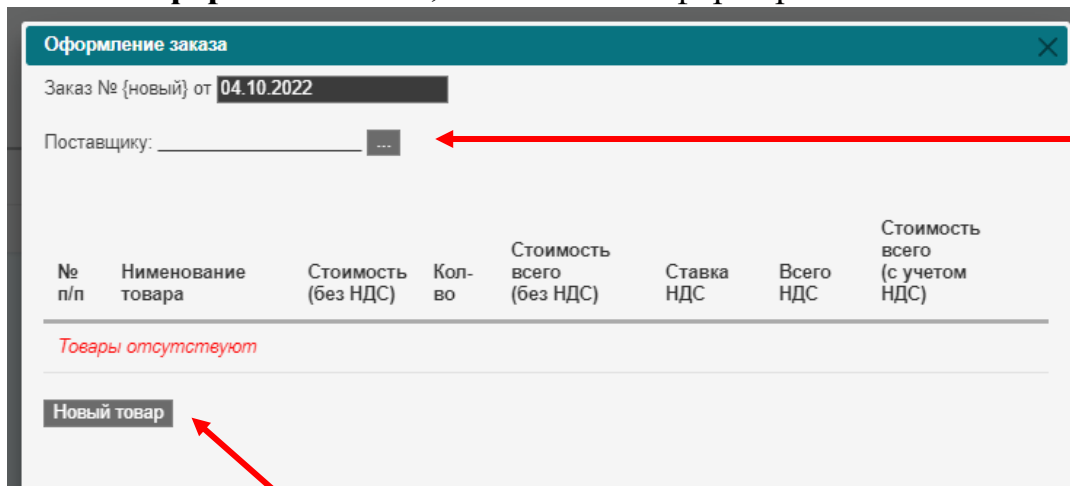 Оформление заказа
Заказ № {новый} от 04.10.2022
Поставщику: ...
№ п/п
Нименование товара
Стоимость (без НДС)
Кол-во
Стоимость всего (без НДС)
Ставка НДС
Всего НДС
Стоимость всего (с учетом НДС)
Товары отсутствуют
Новый товар